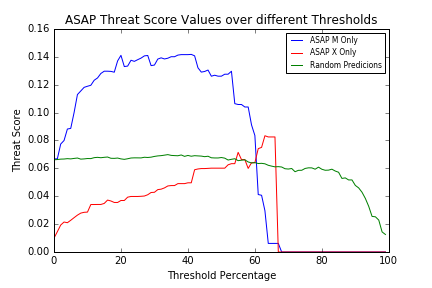 ASAP Threat Score Values over different Thresholds
0.16
0.14
0.12
0.10
0.08
0.06
0.04
0.02
0.00
Threat Score
ASAP M Only
ASAP X Only
Random Predicions
0 20 40 60 80 100
Threshold Percentage